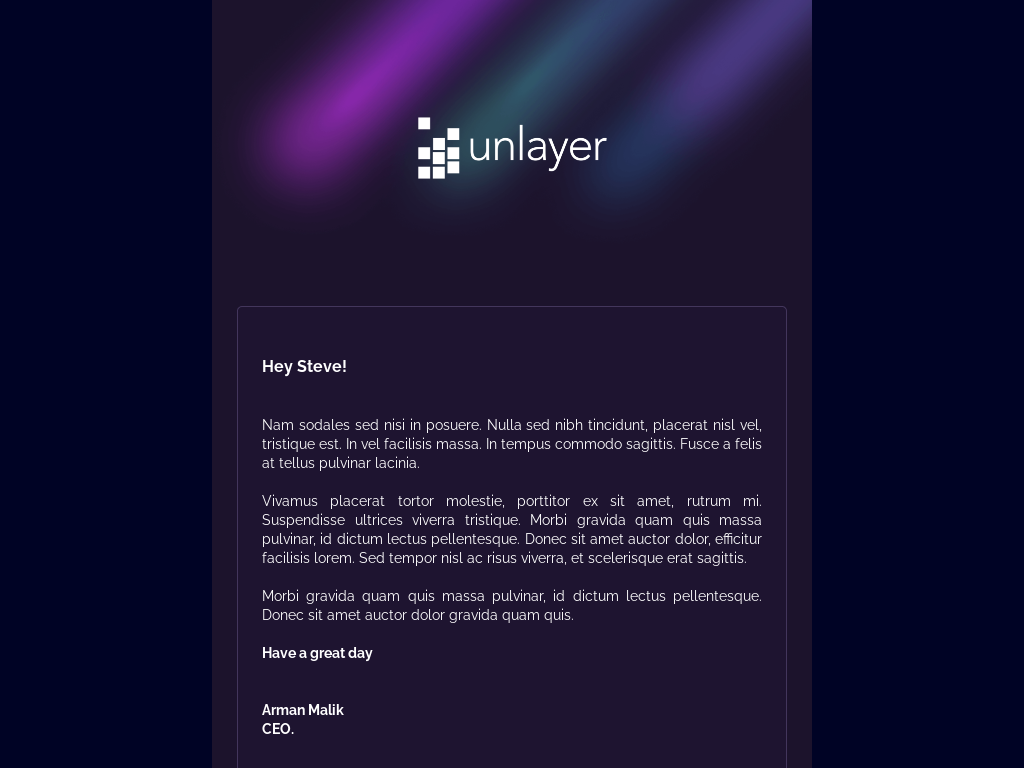 unlayer
Hey Steve!
Nam sodales sed nisi in posuere. Nulla sed nibh tincidunt, placerat nisl vel,
tristique est. In vel facilisis massa. In tempus commodo sagittis. Fusce a felis
at tellus pulvinar lacinia.
Vivamus placerat tortor molestie, porttitor ex sit amet, rutrum mi.
Suspendisse ultrices viverra tristique. Morbi gravida quam quis massa
pulvinar, id dictum lectus pellentesque. Donec sit amet auctor dolor, efficitur
facilisis lorem. Sed tempor nisl ac risus viverra, et scelerisque erat sagittis.
Morbi gravida quam quis massa pulvinar, id dictum lectus pellentesque.
Donec sit amet auctor dolor gravida quam quis.
Have a great day
Arman Malik
CEO.